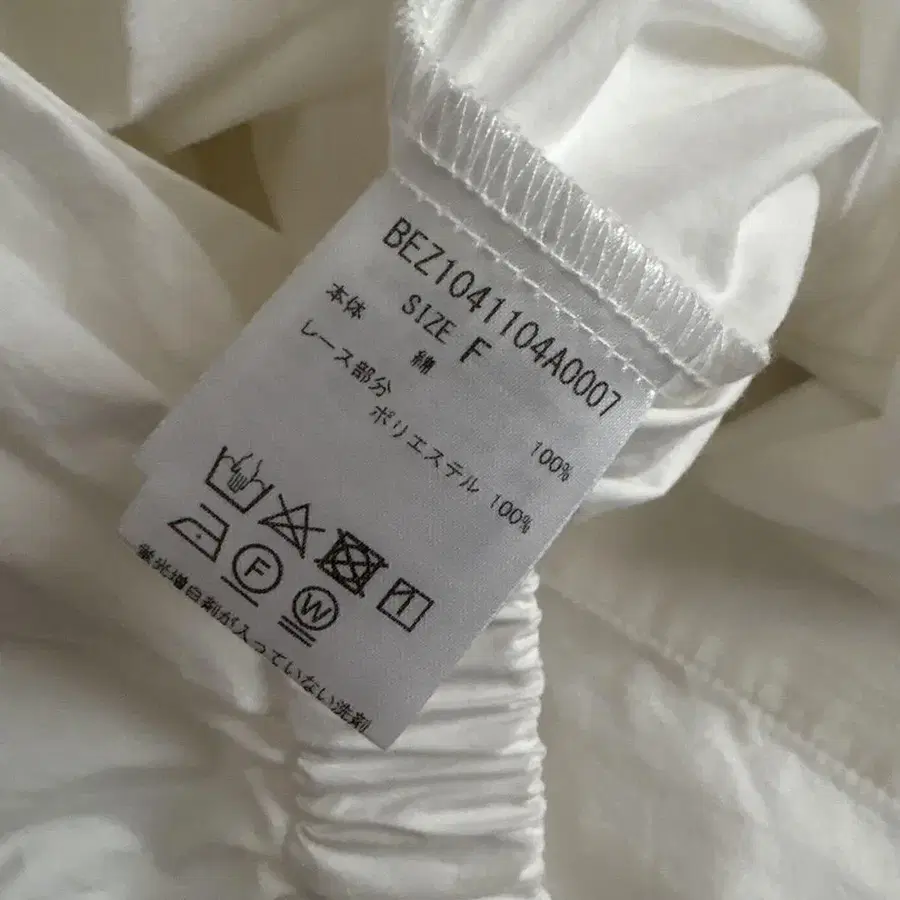 BEZ1041104A0007
SIZE F
本体 綿 100%
レース部分
ポリエステル 100%
F
W
蛍光増白剤が入っていない洗剤